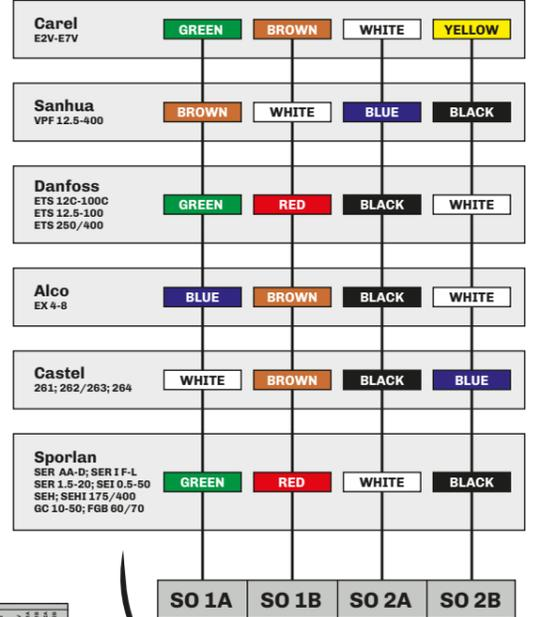 Carel
E2V-E7V
GREEN BROWN WHITE YELLOW
Sanhua
VPF 12.5-400
BROWN WHITE BLUE BLACK
Danfoss
ETS 12C-100C
ETS 12.5-100
ETS 250/400
GREEN RED BLACK WHITE
Alco
EX 4-8
BLUE BROWN BLACK WHITE
Castel
261; 262/263; 264
WHITE BROWN BLACK BLUE
Sporlan
SER AA-D; SER I F-L
SER 1.5-20; SEI 0.5-50
SEH; SEHI 175/400
GC 10-50; FGB 60/70
GREEN RED WHITE BLACK
SO 1A SO 1B SO 2A SO 2B